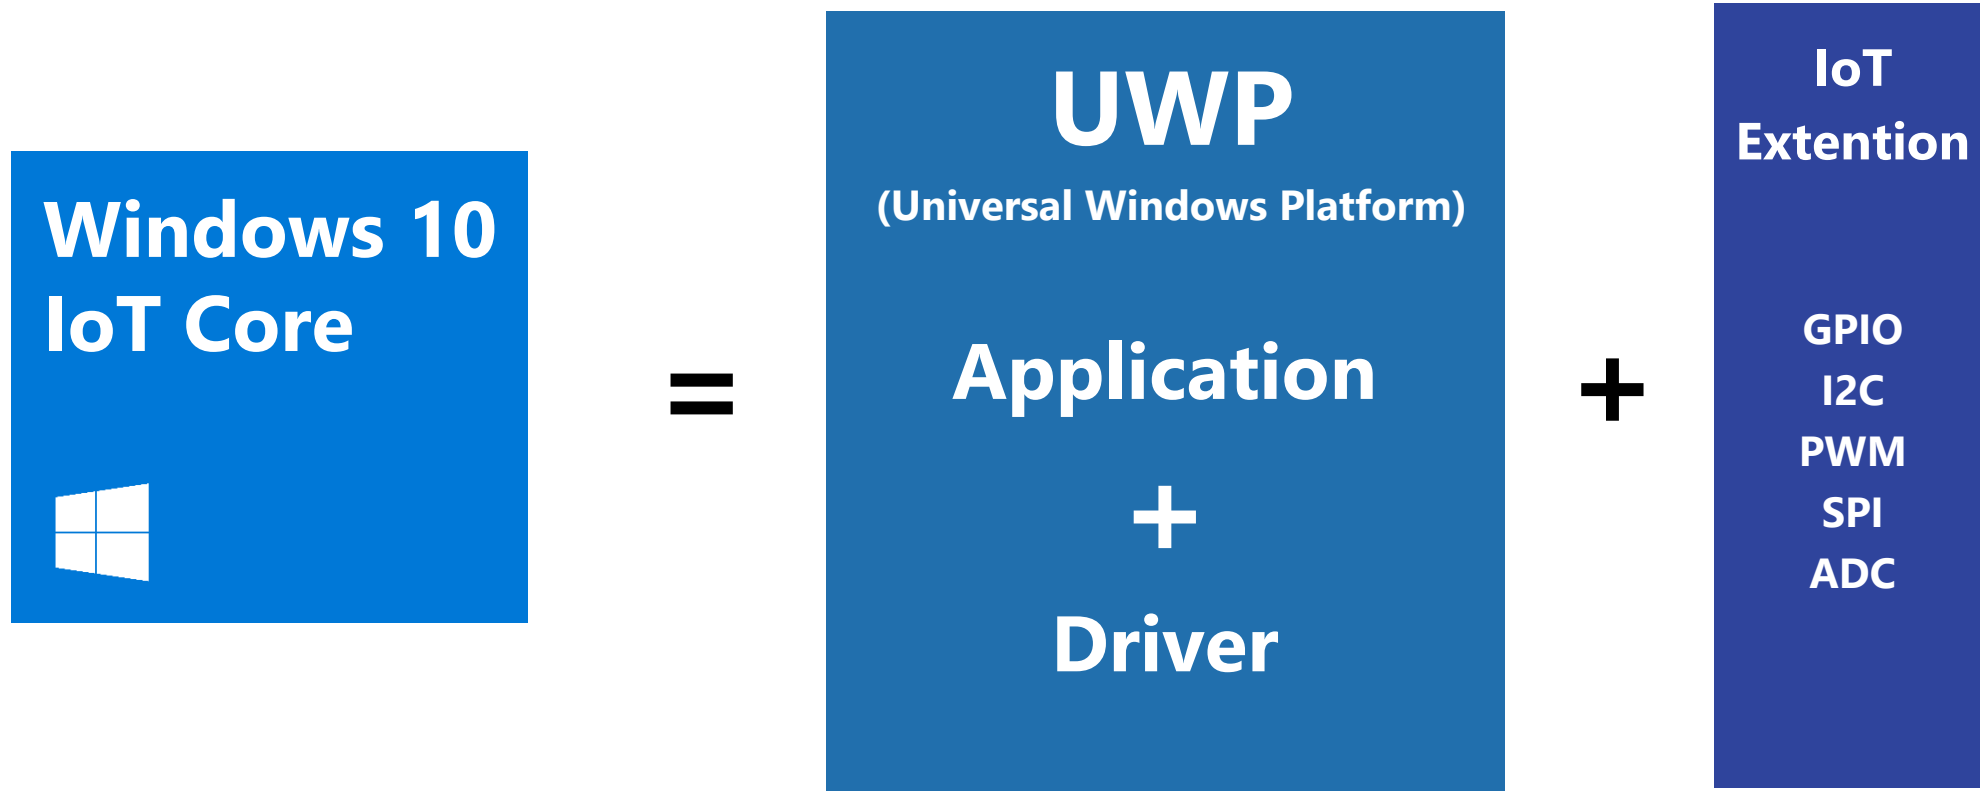 Windows 10
IoT Core
=
UWP
(Universal Windows Platform)
Application
+
Driver
+
IoT
Extention
GPIO
I2C
PWM
SPI
ADC